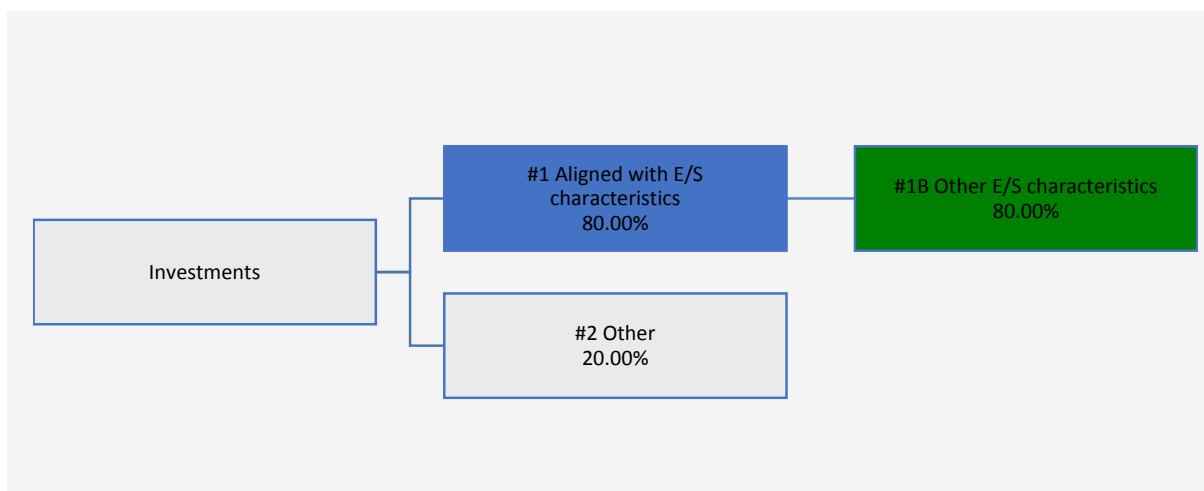 #1 Aligned with E/S
characteristics
80.00%
#1B Other E/S characteristics
80.00%
Investments
#2 Other
20.00%